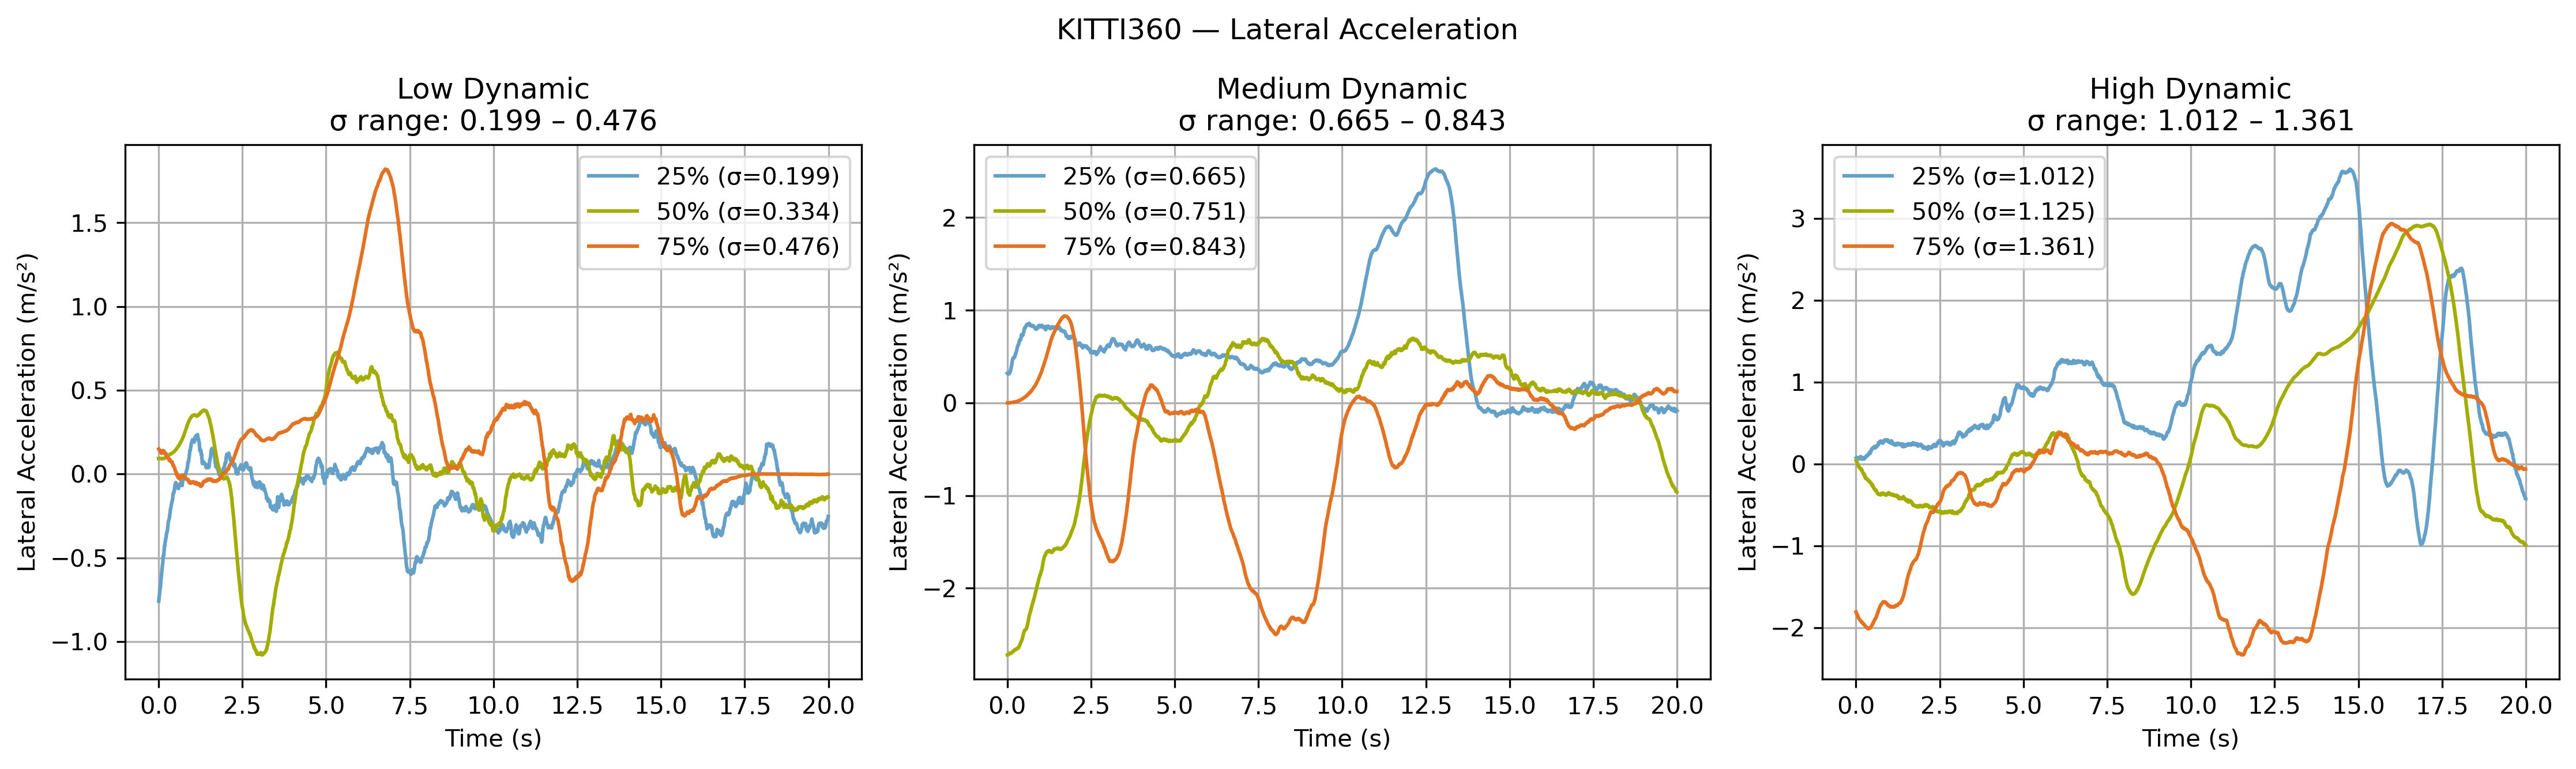 KITTI360 — Lateral Acceleration
Low Dynamic
σ range: 0.199 – 0.476
Lateral Acceleration (m/s²)
1.5
1.0
0.5
0.0
−0.5
−1.0
25% (σ=0.199)
50% (σ=0.334)
75% (σ=0.476)
0.0 2.5 5.0 7.5 10.0 12.5 15.0 17.5 20.0
Time (s)
Medium Dynamic
σ range: 0.665 – 0.843
Lateral Acceleration (m/s²)
2
1
0
−1
−2
25% (σ=0.665)
50% (σ=0.751)
75% (σ=0.843)
0.0 2.5 5.0 7.5 10.0 12.5 15.0 17.5 20.0
Time (s)
High Dynamic
σ range: 1.012 – 1.361
Lateral Acceleration (m/s²)
3
2
1
0
−1
−2
25% (σ=1.012)
50% (σ=1.125)
75% (σ=1.361)
0.0 2.5 5.0 7.5 10.0 12.5 15.0 17.5 20.0
Time (s)